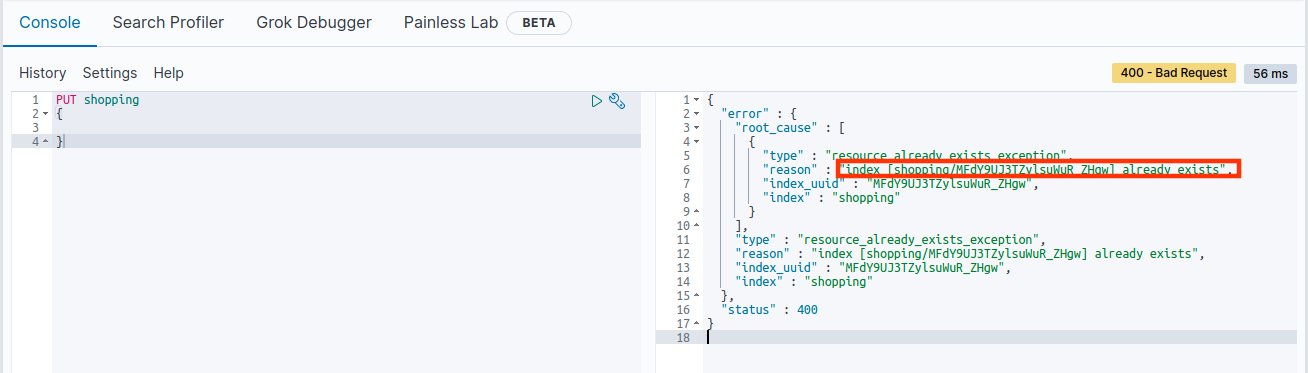 Console Search Profiler Grok Debugger Painless Lab BETA
History Settings Help 400 - Bad Request 56 ms
1 PUT shopping
2 {
3
4 }
1 {
2 "error" : {
3 "root_cause" : [
4 {
5 "type" : "resource_already_exists_exception",
6 "reason" : "index [shopping/MFdY9UJ3TZylsuWuR_ZHgw] already exists",
7 "index_uuid" : "MFdY9UJ3TZylsuWuR_ZHgw",
8 "index" : "shopping"
9 }
10 ],
11 "type" : "resource_already_exists_exception",
12 "reason" : "index [shopping/MFdY9UJ3TZylsuWuR_ZHgw] already exists",
13 "index_uuid" : "MFdY9UJ3TZylsuWuR_ZHgw",
14 "index" : "shopping"
15 },
16 "status" : 400
17 }
18